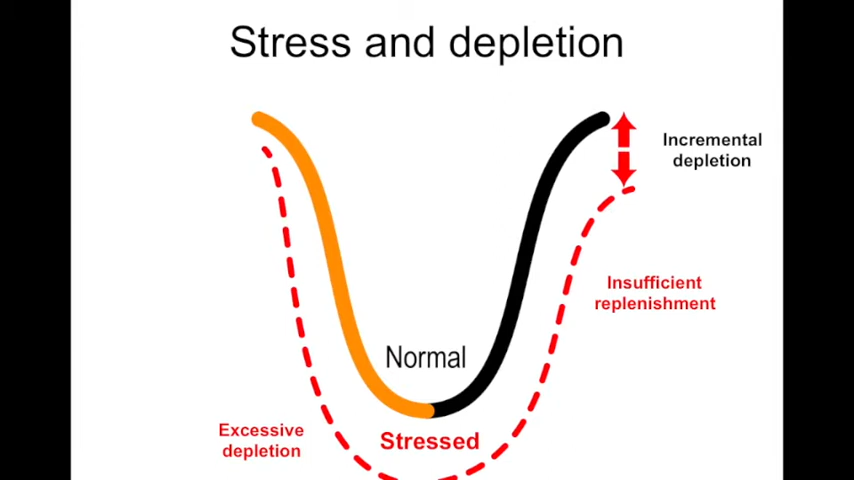 Stress and depletion
Incremental
depletion
Insufficient
replenishment
Normal
Excessive
depletion
Stressed